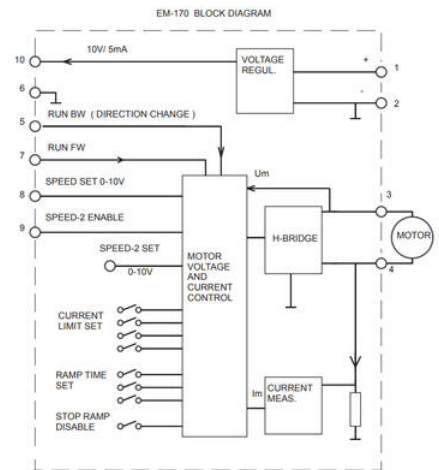 EM-170 BLOCK DIAGRAM
10
10V/ 5mA
VOLTAGE
REGUL.
+
1
-
2
6
5
RUN BW ( DIRECTION CHANGE )
7
RUN FW
8
SPEED SET 0-10V
Um
3
9
SPEED-2 ENABLE
H-BRIDGE
MOTOR
4
SPEED-2 SET
0-10V
MOTOR
VOLTAGE
AND
CURRENT
CONTROL
CURRENT
LIMIT SET
RAMP TIME
SET
STOP RAMP
DISABLE
Im
CURRENT
MEAS.